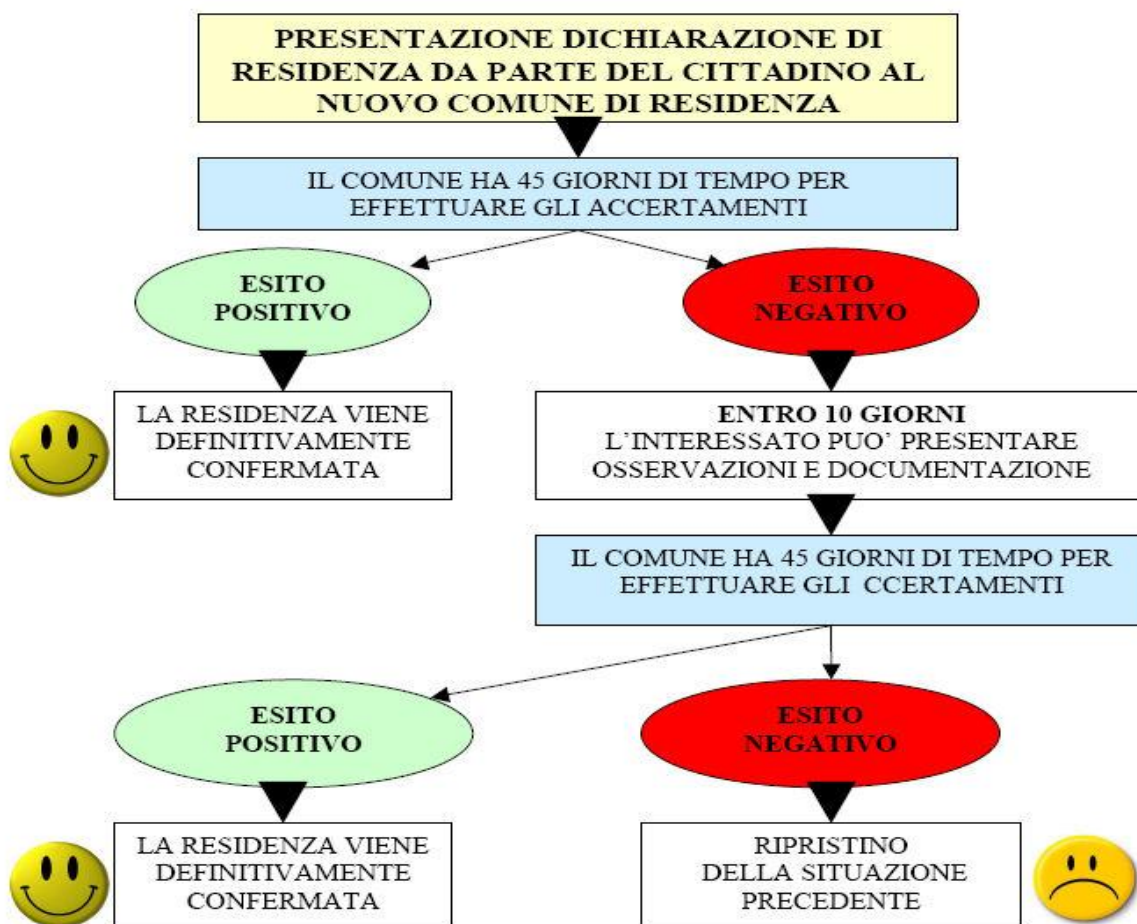 PRESENTAZIONE DICHIARAZIONE DI
RESIDENZA DA PARTE DEL CITTADINO AL
NUOVO COMUNE DI RESIDENZA
IL COMUNE HA 45 GIORNI DI TEMPO PER
EFFETTUARE GLI ACCERTAMENTI
ESITO
POSITIVO
ESITO
NEGATIVO
LA RESIDENZA VIENE
DEFINITIVAMENTE
CONFERMATA
ENTRO 10 GIORNI
L'INTERESSATO PUO' PRESENTARE
OSSERVAZIONI E DOCUMENTAZIONE
IL COMUNE HA 45 GIORNI DI TEMPO PER
EFFETTUARE GLI CCERTAMENTI
ESITO
POSITIVO
ESITO
NEGATIVO
LA RESIDENZA VIENE
DEFINITIVAMENTE
CONFERMATA
RIPRISTINO
DELLA SITUAZIONE
PRECEDENTE